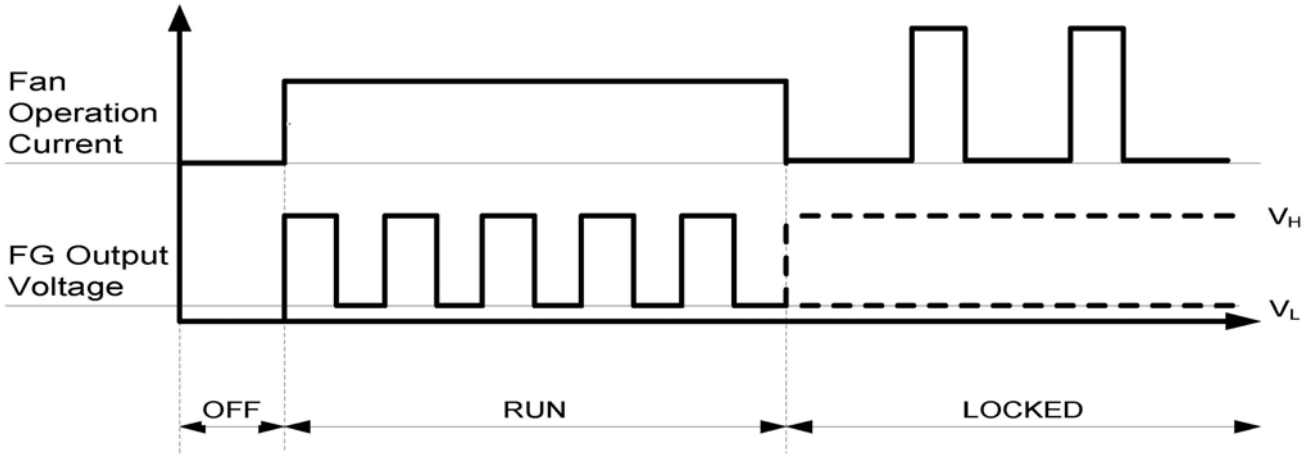 Fan
Operation
Current
FG Output
Voltage
VH
VL
OFF
RUN
LOCKED